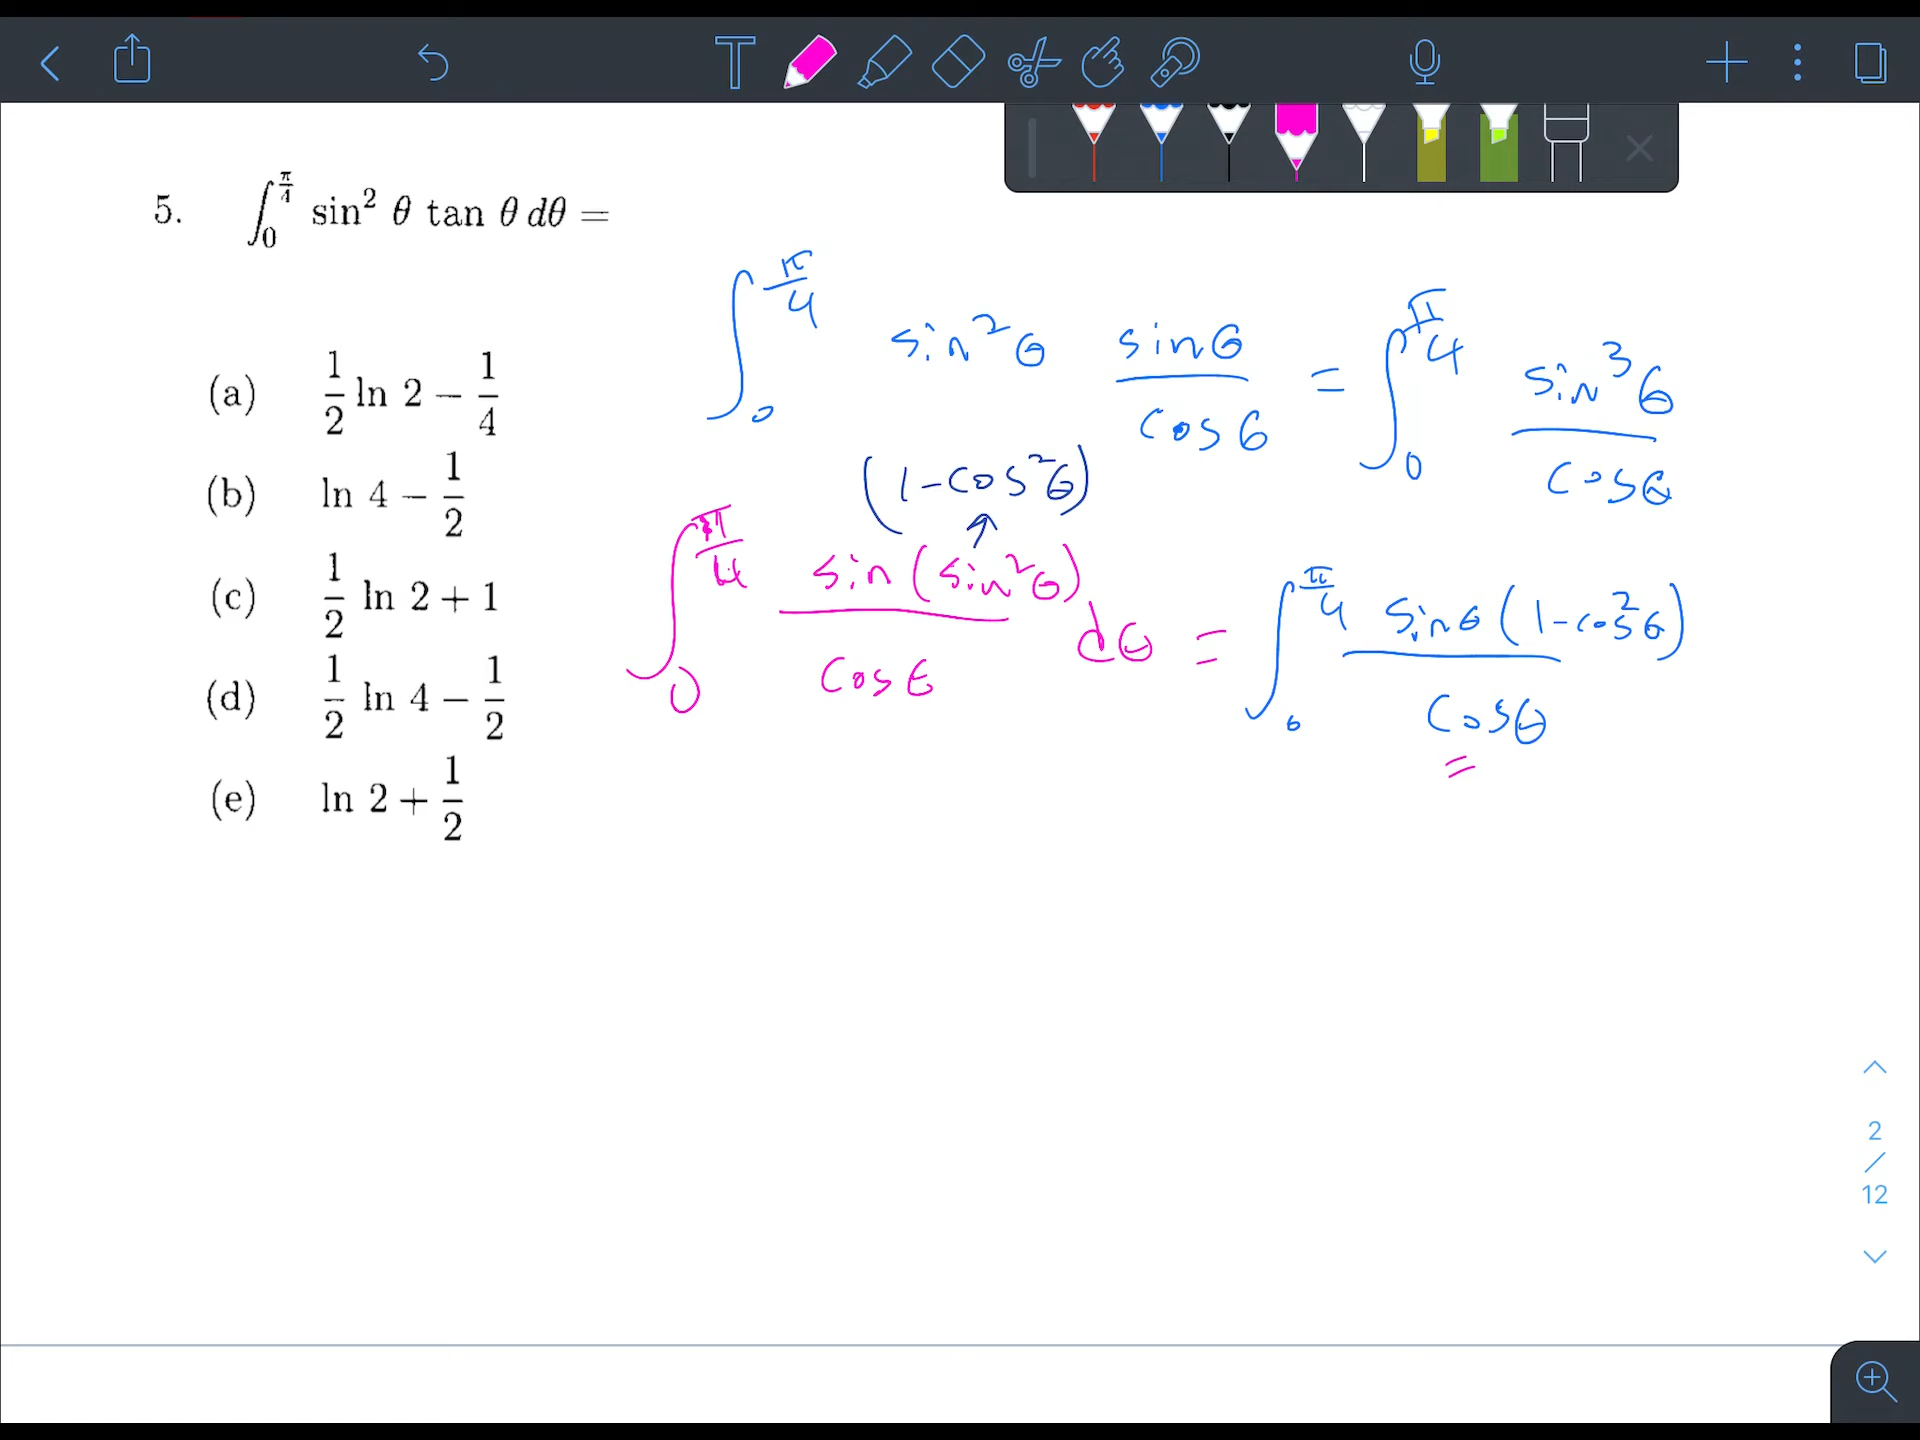 5. ∫₀^{π/4} sin² θ tan θ dθ =
(a) 1/2 ln 2 − 1/4
(b) ln 4 − 1/2
(c) 1/2 ln 2 + 1
(d) 1/2 ln 4 − 1/2
(e) ln 2 + 1/2
∫₀^{π/4} sin²θ sinθ/cosθ = ∫₀^{π/4} sin³θ/cosθ
(1-cos²θ)
↑
∫₀^{π/4} sin(sin²θ)/cosθ dθ = ∫₀^{π/4} sinθ(1-cos²θ)/cosθ
=
T
2
/
12